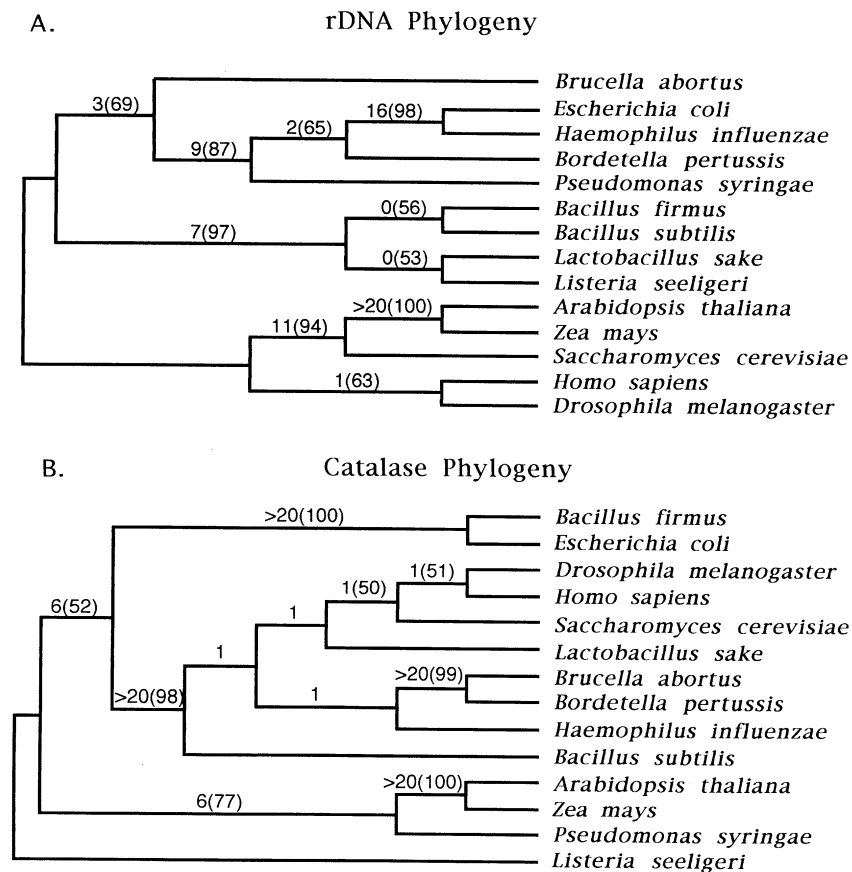 A.
rDNA Phylogeny
Brucella abortus
3(69)
16(98)
Escherichia coli
2(65)
Haemophilus influenzae
9(87)
Bordetella pertussis
Pseudomonas syringae
0(56)
Bacillus firmus
7(97)
Bacillus subtilis
0(53)
Lactobacillus sake
Listeria seeligeri
>20(100)
Arabidopsis thaliana
11(94)
Zea mays
Saccharomyces cerevisiae
1(63)
Homo sapiens
Drosophila melanogaster
B.
Catalase Phylogeny
>20(100)
Bacillus firmus
Escherichia coli
1(51)
Drosophila melanogaster
1(50)
Homo sapiens
6(52)
1
Saccharomyces cerevisiae
1
Lactobacillus sake
>20(99)
Brucella abortus
>20(98)
1
Bordetella pertussis
Haemophilus influenzae
Bacillus subtilis
>20(100)
Arabidopsis thaliana
6(77)
Zea mays
Pseudomonas syringae
Listeria seeligeri